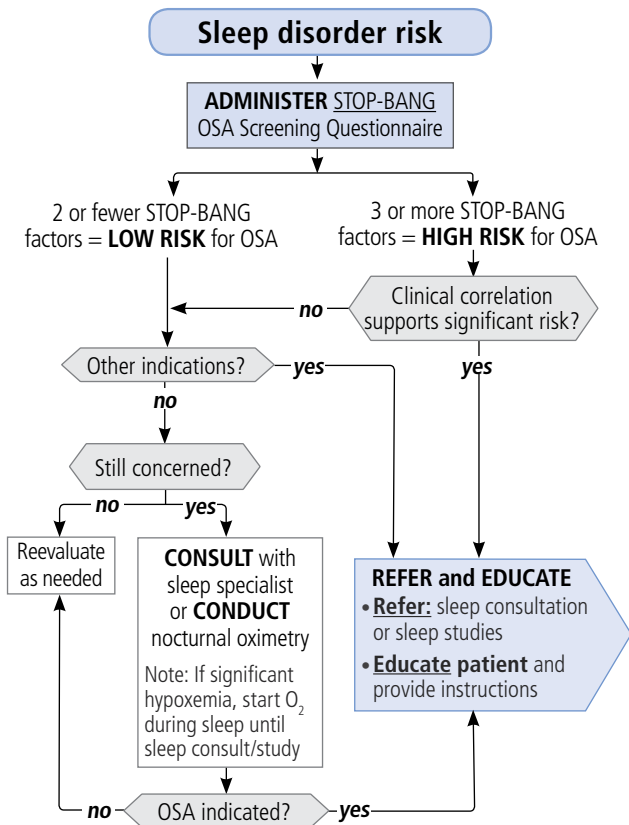 Sleep disorder risk
ADMINISTER STOP-BANG
OSA Screening Questionnaire
2 or fewer STOP-BANG
factors = LOW RISK for OSA
3 or more STOP-BANG
factors = HIGH RISK for OSA
Clinical correlation
supports significant risk?
no
yes
Other indications?
yes
no
Still concerned?
no
yes
Reevaluate
as needed
CONSULT with
sleep specialist
or CONDUCT
nocturnal oximetry
Note: If significant
hypoxemia, start O₂
during sleep until
sleep consult/study
REFER and EDUCATE
• Refer: sleep consultation
or sleep studies
• Educate patient and
provide instructions
OSA indicated?
no
yes